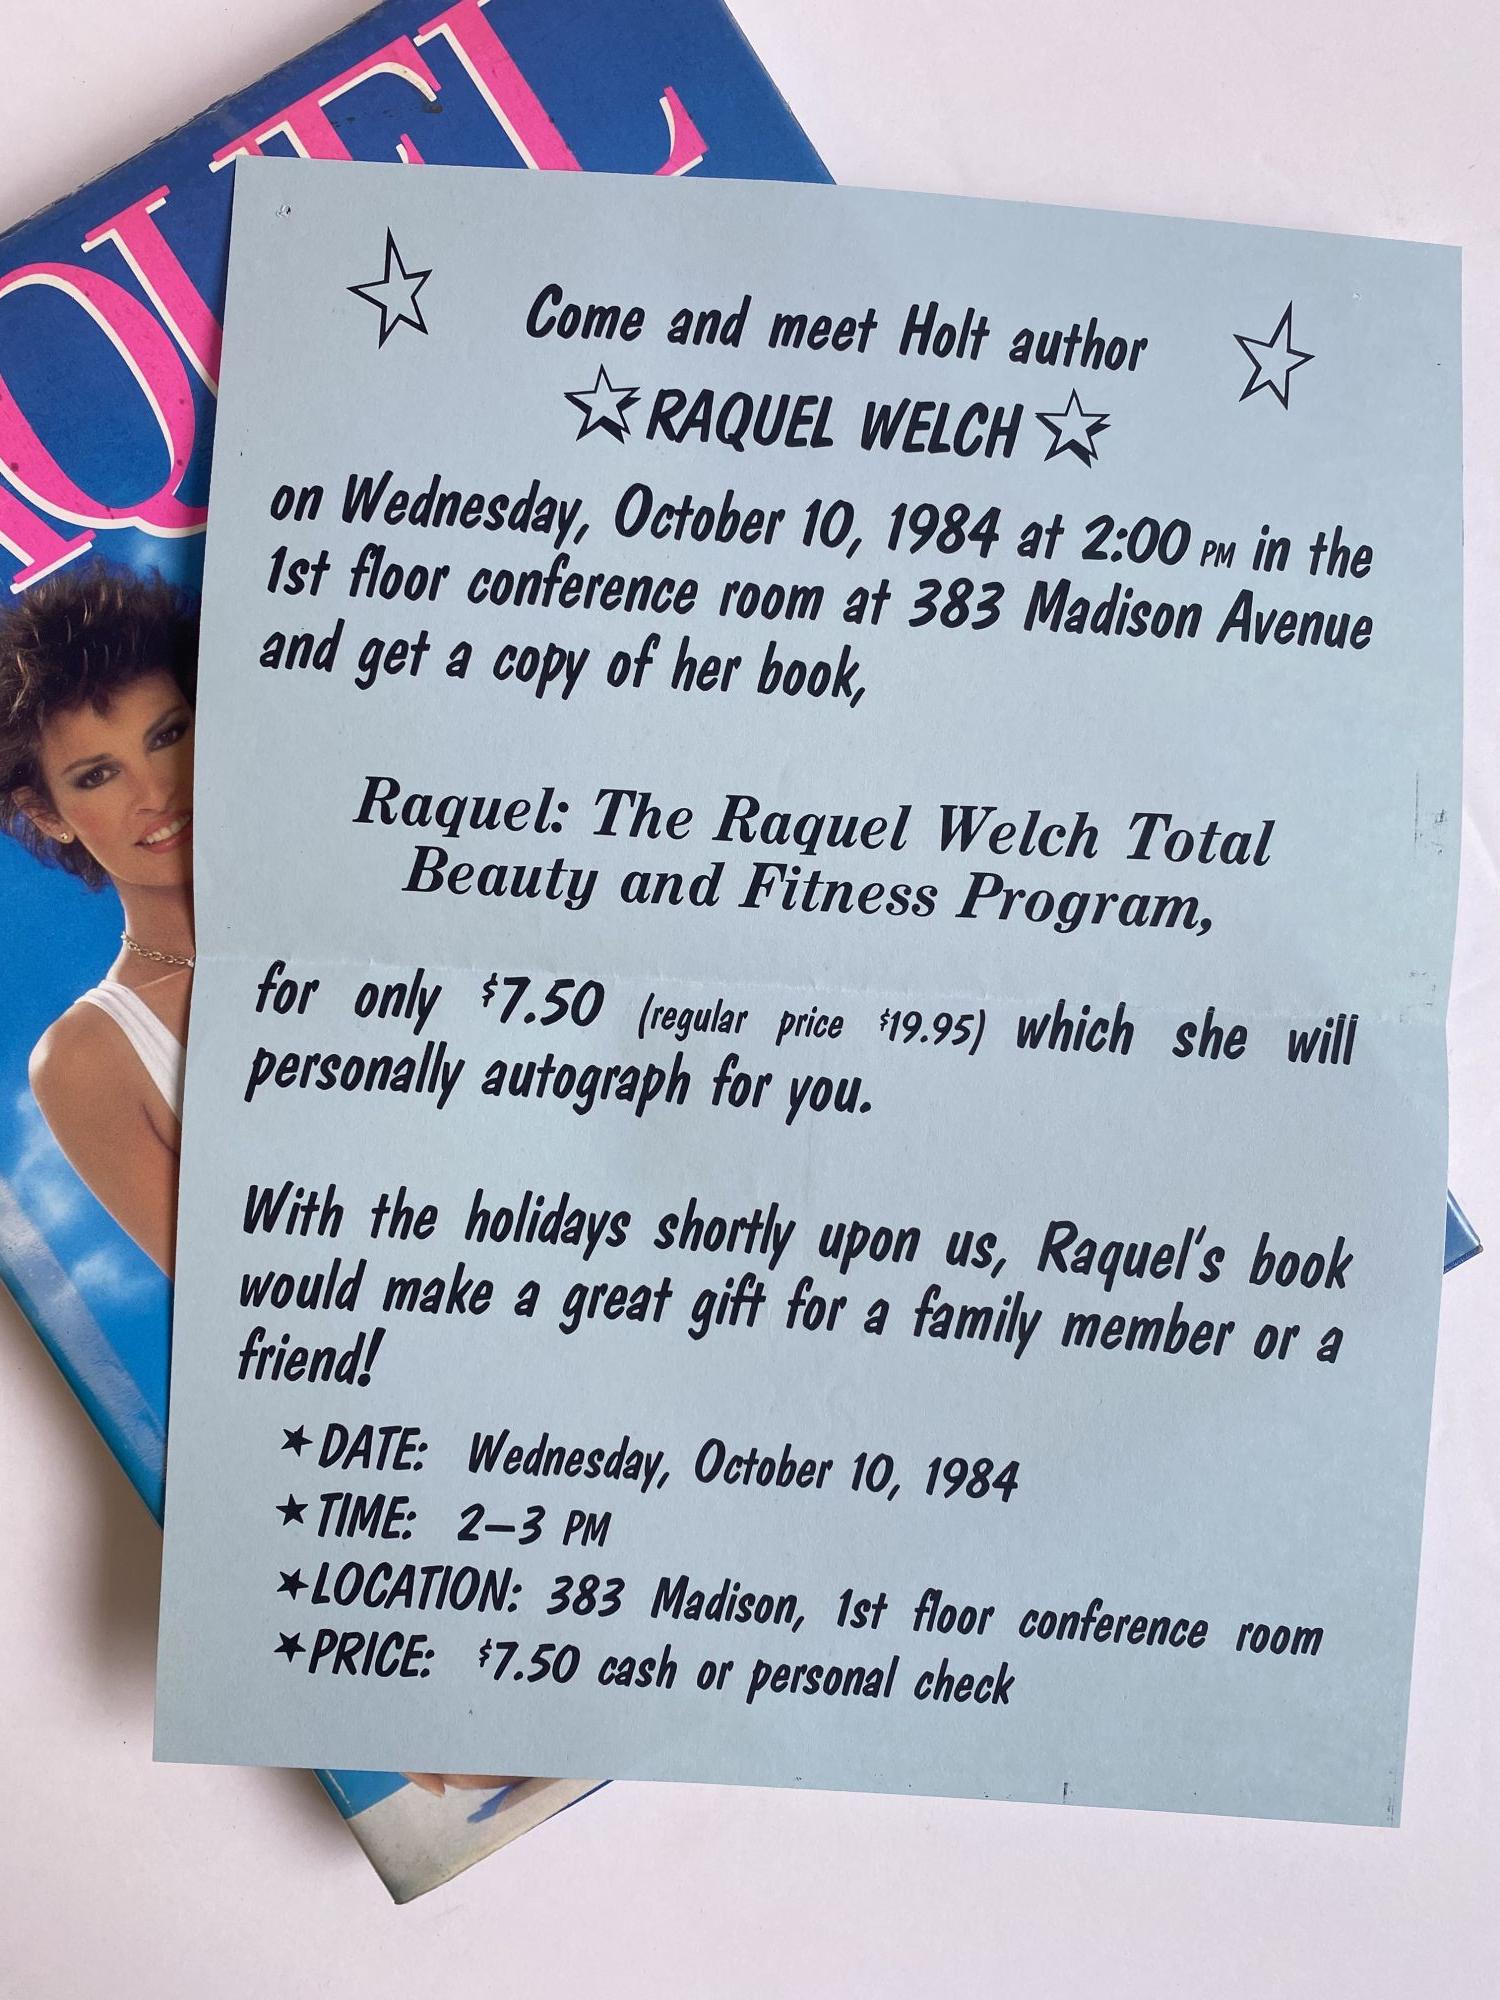 QUEL
Come and meet Holt author
RAQUEL WELCH
on Wednesday, October 10, 1984 at 2:00 PM in the
1st floor conference room at 383 Madison Avenue
and get a copy of her book,
Raquel: The Raquel Welch Total
Beauty and Fitness Program,
for only $7.50 (regular price $19.95) which she will
personally autograph for you.
With the holidays shortly upon us, Raquel's book
would make a great gift for a family member or a
friend!
DATE: Wednesday, October 10, 1984
TIME: 2–3 PM
LOCATION: 383 Madison, 1st floor conference room
PRICE: $7.50 cash or personal check